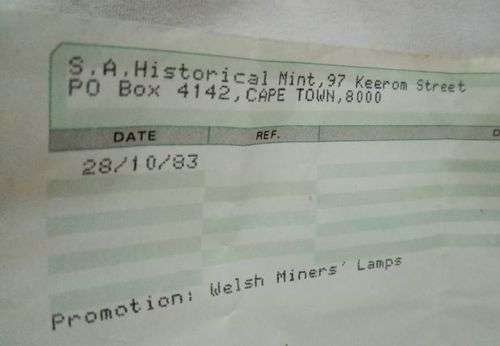 S.A.Historical Mint,97 Keerom Street
PO Box 4142,CAPE TOWN,8000
DATE REF. D
28/10/83
Promotion: Welsh Miners' Lamps